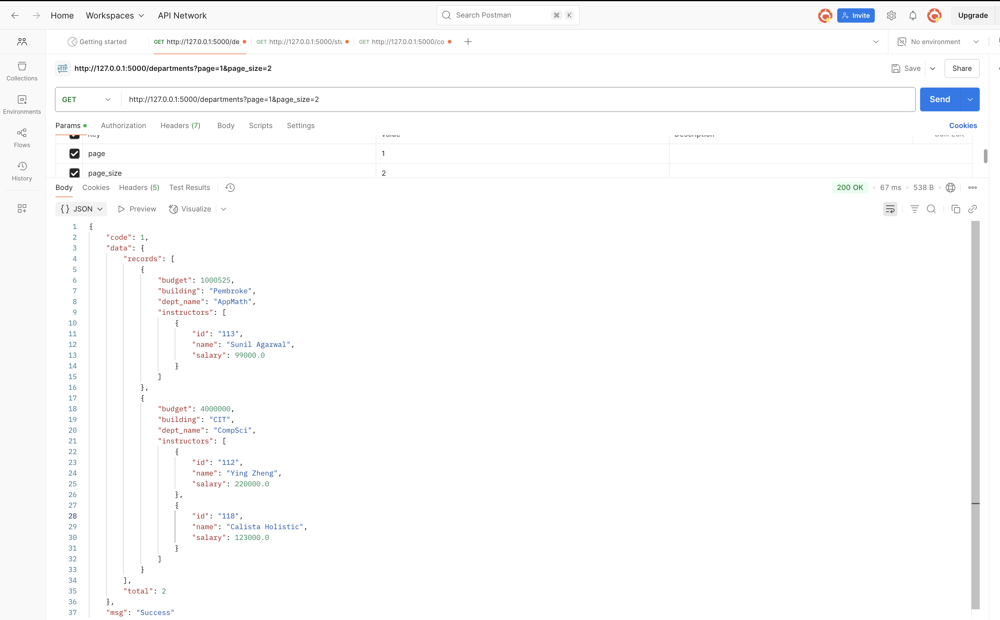 Home Workspaces API Network Search Postman ⌘ K Invite Upgrade
Getting started GET http://127.0.0.1:5000/de GET http://127.0.0.1:5000/stu GET http://127.0.0.1:5000/co No environment
HTTP http://127.0.0.1:5000/departments?page=1&page_size=2 Save Share
Collections
GET http://127.0.0.1:5000/departments?page=1&page_size=2 Send
Environments
Params Authorization Headers (7) Body Scripts Settings Cookies
Key Value Description Bulk Edit
Flows
page 1
page_size 2
History
Body Cookies Headers (5) Test Results 200 OK 67 ms 538 B
{} JSON Preview Visualize
1 {
2 "code": 1,
3 "data": {
4 "records": [
5 {
6 "budget": 1000525,
7 "building": "Pembroke",
8 "dept_name": "AppMath",
9 "instructors": [
10 {
11 "id": "113",
12 "name": "Sunil Agarwal",
13 "salary": 99000.0
14 }
15 ]
16 },
17 {
18 "budget": 4000000,
19 "building": "CIT",
20 "dept_name": "CompSci",
21 "instructors": [
22 {
23 "id": "112",
24 "name": "Ying Zheng",
25 "salary": 220000.0
26 },
27 {
28 "id": "118",
29 "name": "Calista Holistic",
30 "salary": 123000.0
31 }
32 ]
33 }
34 ],
35 "total": 2
36 },
37 "msg": "Success"